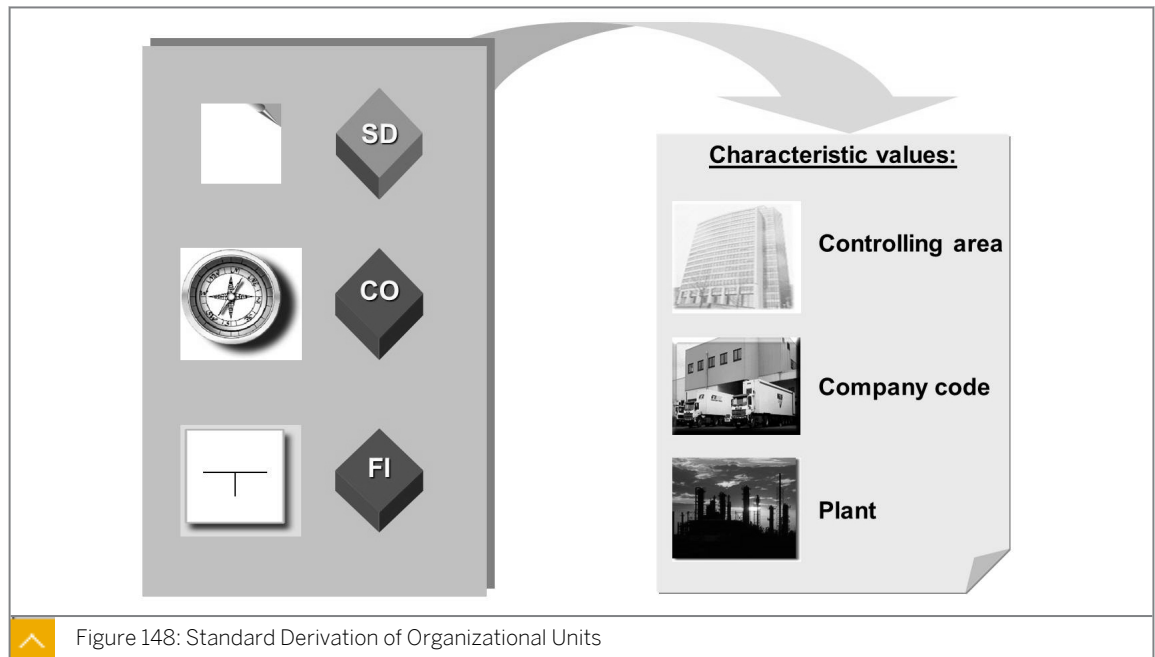 SD
CO
FI
Characteristic values:
Controlling area
Company code
Plant
Figure 148: Standard Derivation of Organizational Units